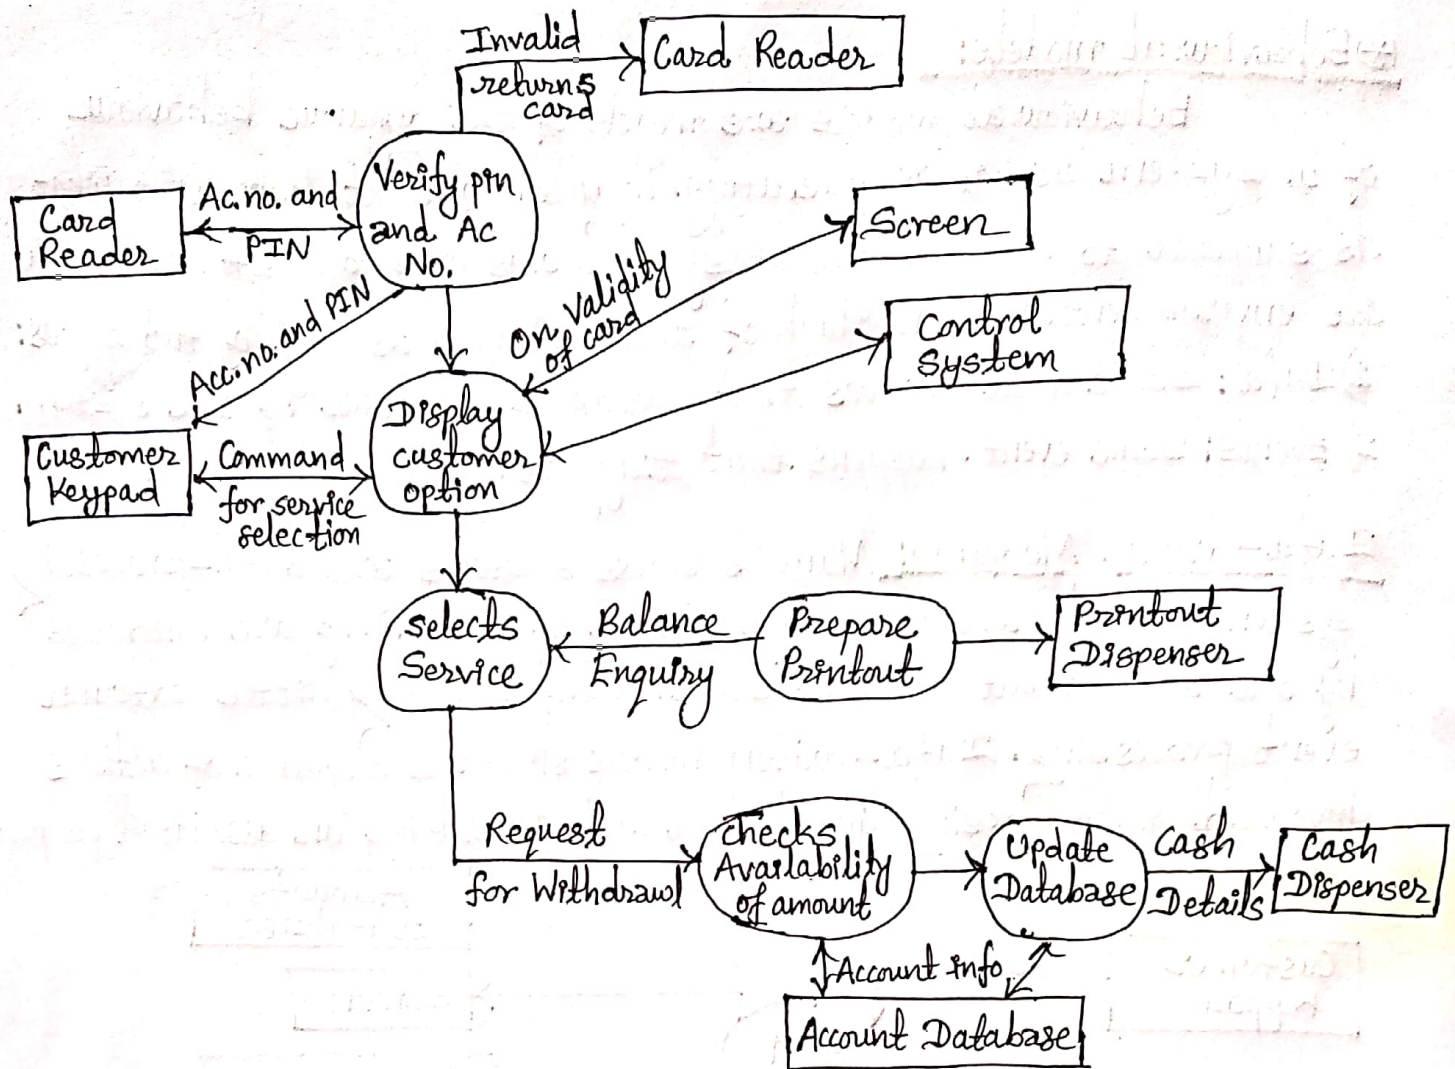 Invalid
returns
card
Card Reader
Verify pin
and Ac
No.
Ac. no. and
PIN
Card
Reader
Screen
On validity
of card
Control
System
Acc. no. and PIN
Display
customer
option
Customer
Keypad
Command
for service
selection
Selects
Service
Balance
Enquiry
Prepare
Printout
Printout
Dispenser
Request
for Withdrawl
checks
Availability
of amount
Update
Database
Cash
Details
Cash
Dispenser
Account info.
Account Database